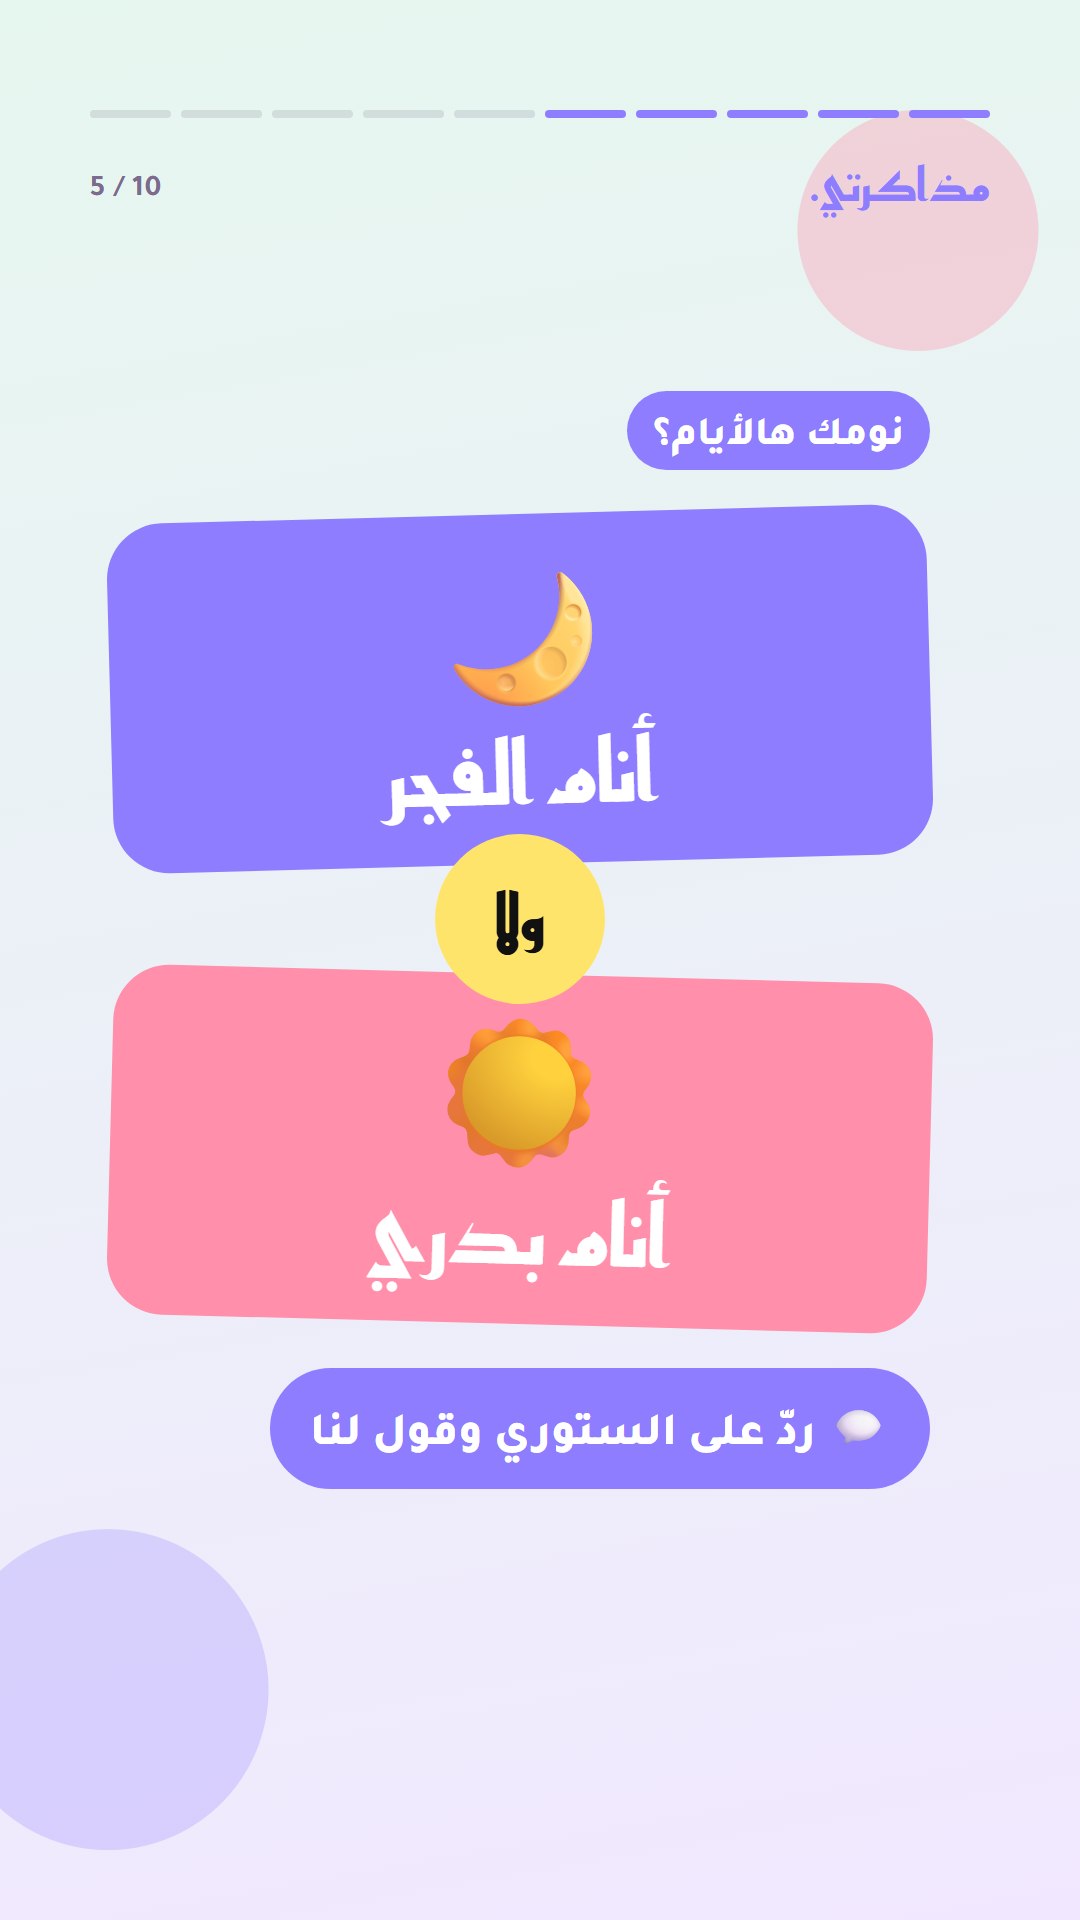 مذاكرتي.
5 / 10
نومك هالأيام؟
أنام الفجر
ولا
أنام بدري
ردّ على الستوري وقول لنا